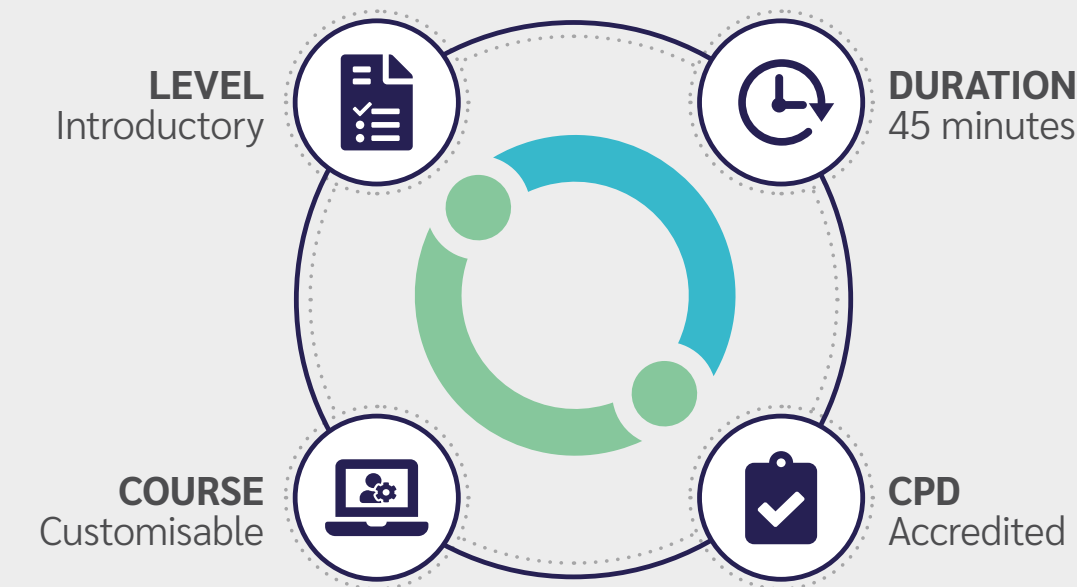 LEVEL
Introductory
DURATION
45 minutes
COURSE
Customisable
CPD
Accredited